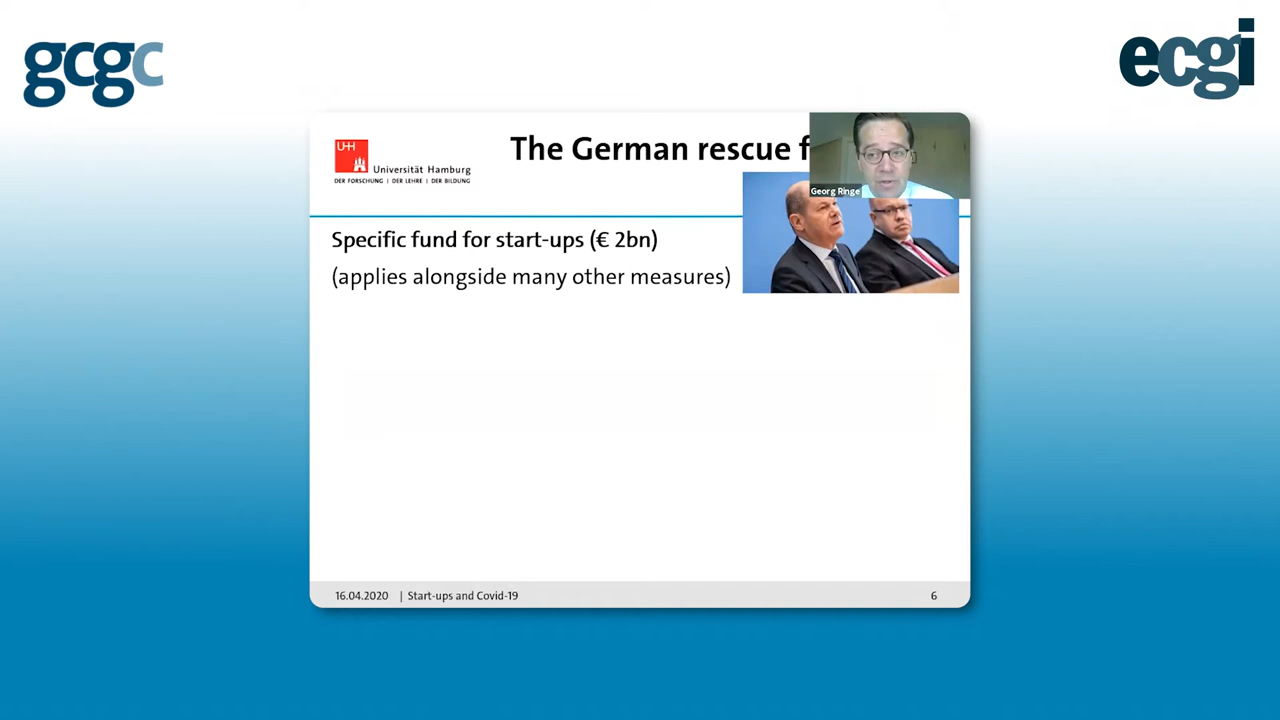 gcgc
ecgi
UHH
Universität Hamburg
DER FORSCHUNG | DER LEHRE | DER BILDUNG
The German rescue f
Georg Ringe
Specific fund for start-ups (€ 2bn)
(applies alongside many other measures)
16.04.2020 | Start-ups and Covid-19
6